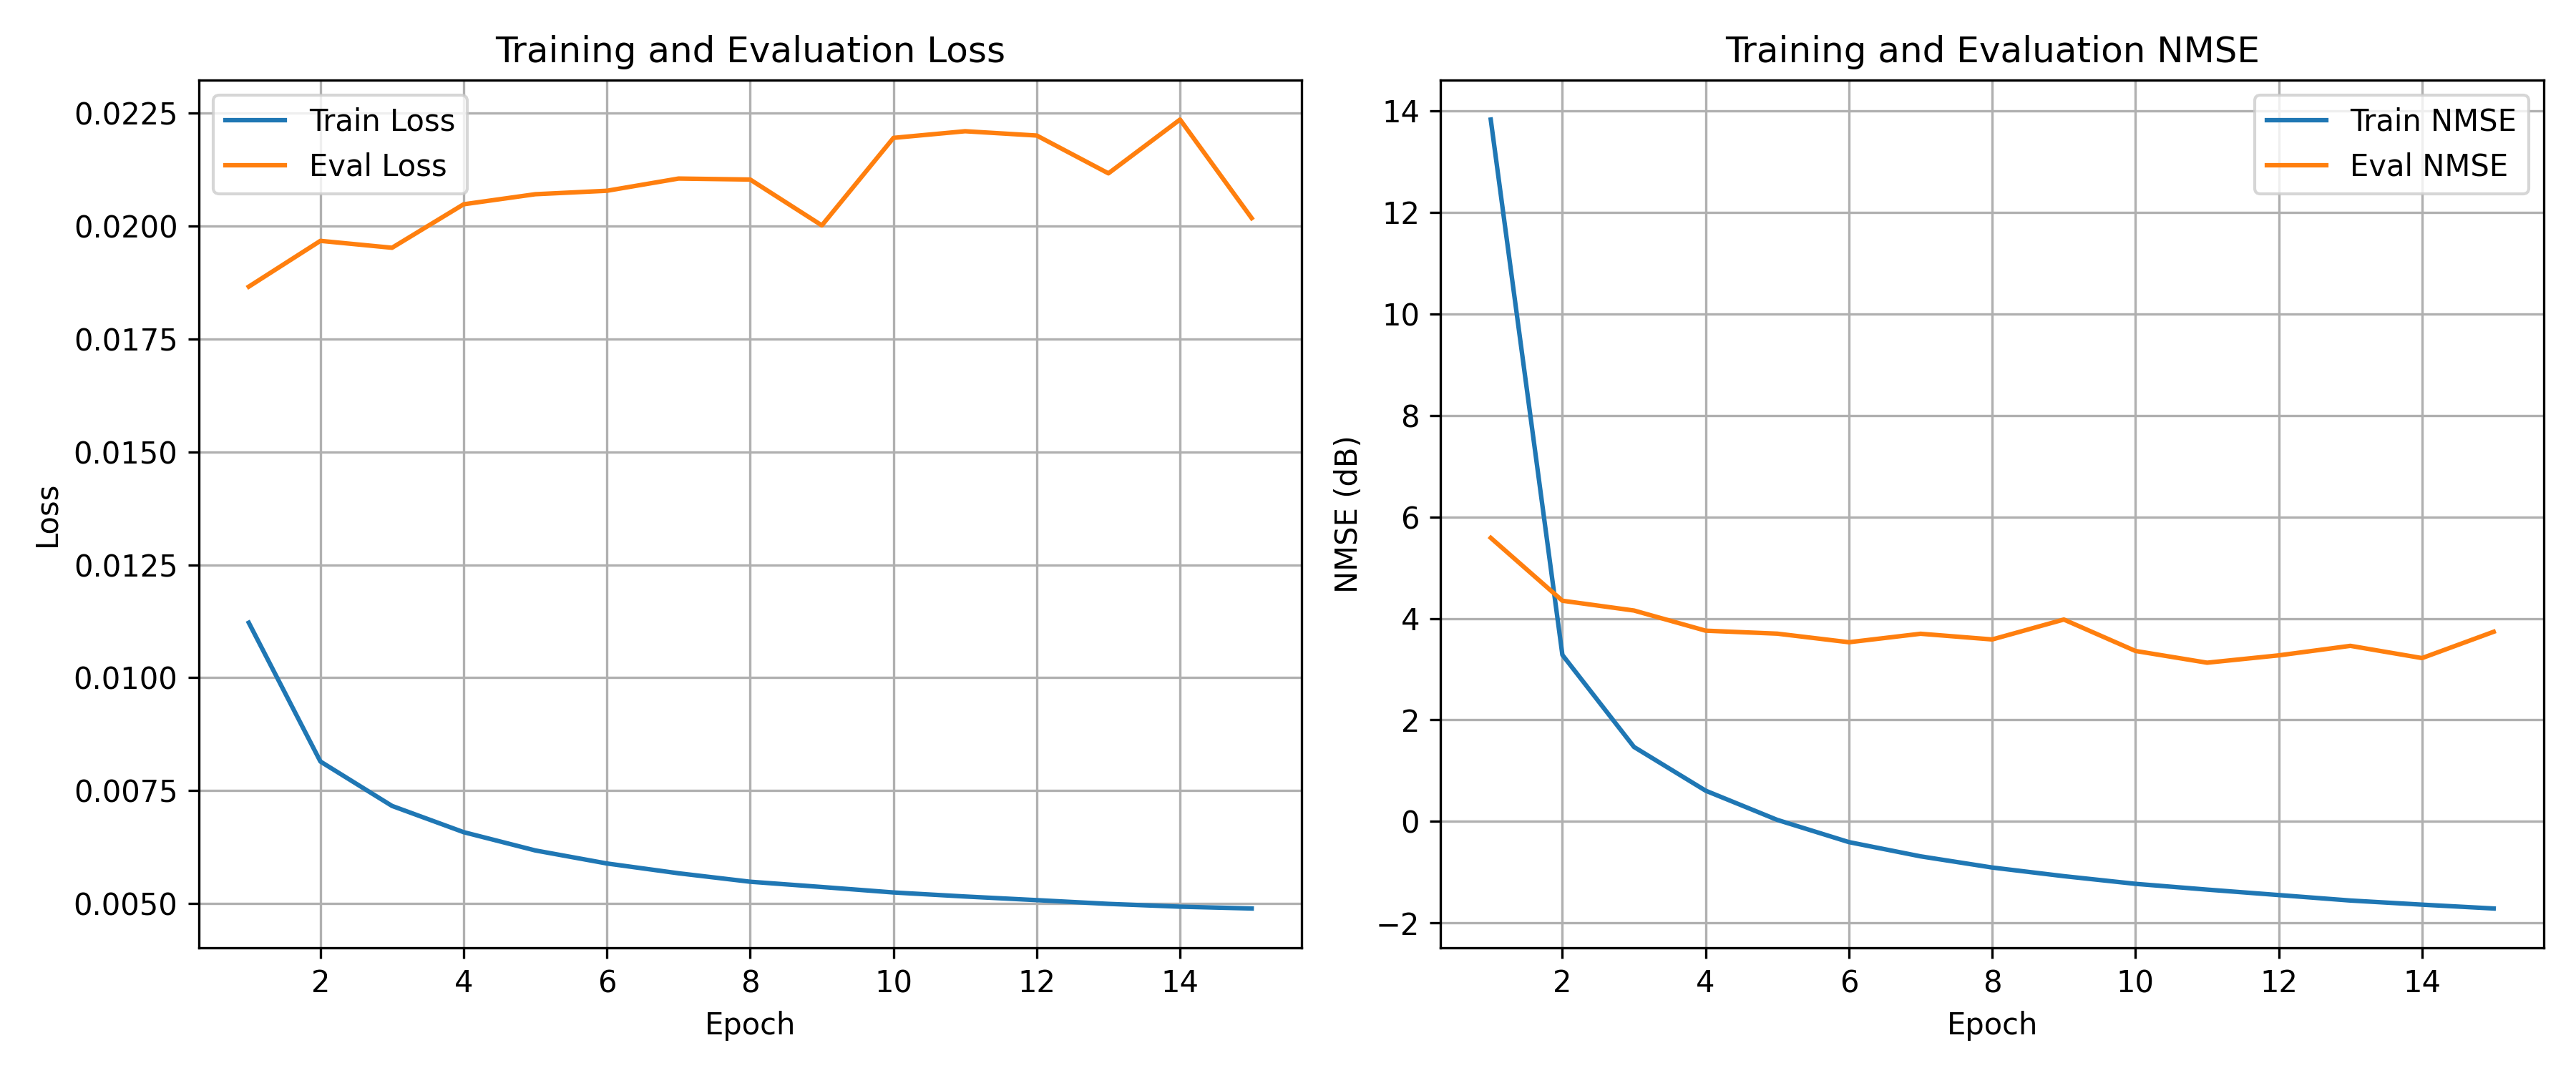 Training and Evaluation Loss
Train Loss
Eval Loss
0.0225
0.0200
0.0175
0.0150
0.0125
0.0100
0.0075
0.0050
Loss
2 4 6 8 10 12 14
Epoch
Training and Evaluation NMSE
Train NMSE
Eval NMSE
14
12
10
8
6
4
2
0
−2
NMSE (dB)
2 4 6 8 10 12 14
Epoch